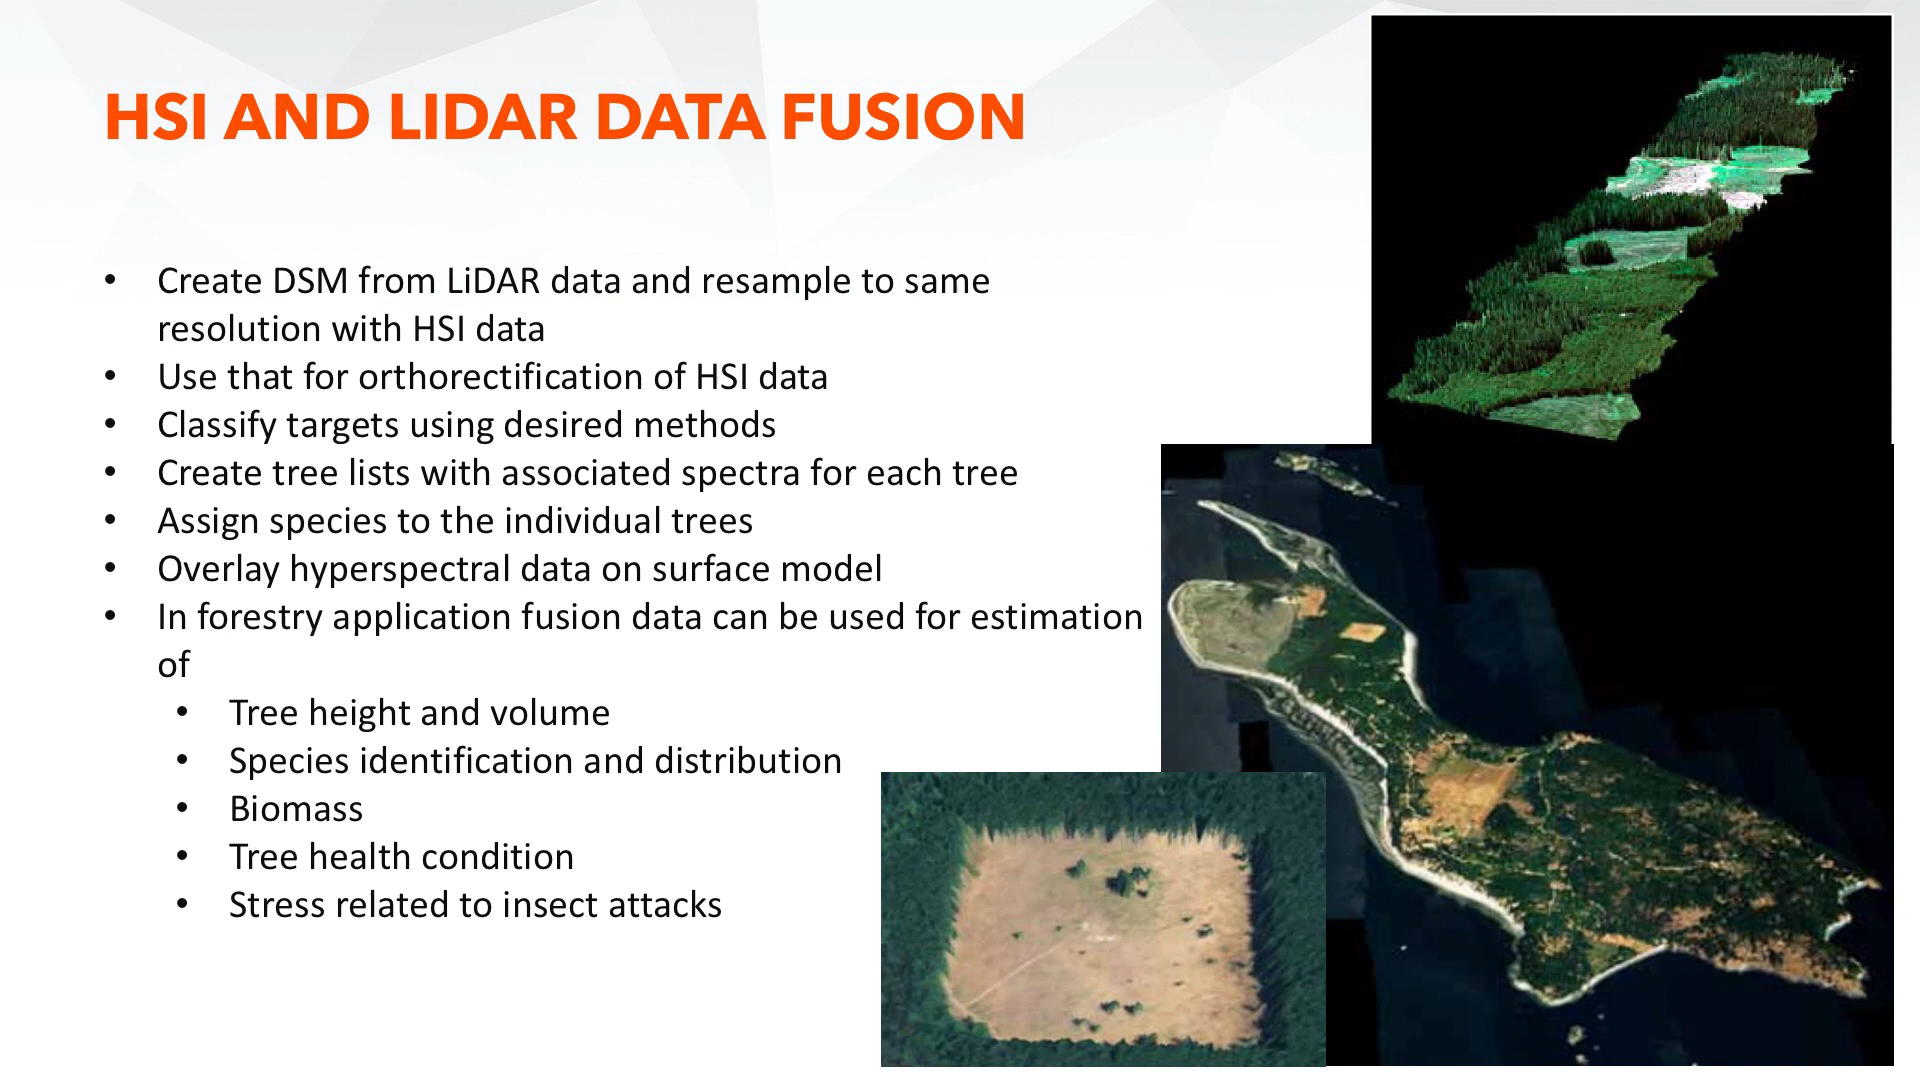 HSI AND LIDAR DATA FUSION
• Create DSM from LiDAR data and resample to same
resolution with HSI data
• Use that for orthorectification of HSI data
• Classify targets using desired methods
• Create tree lists with associated spectra for each tree
• Assign species to the individual trees
• Overlay hyperspectral data on surface model
• In forestry application fusion data can be used for estimation
of
• Tree height and volume
• Species identification and distribution
• Biomass
• Tree health condition
• Stress related to insect attacks